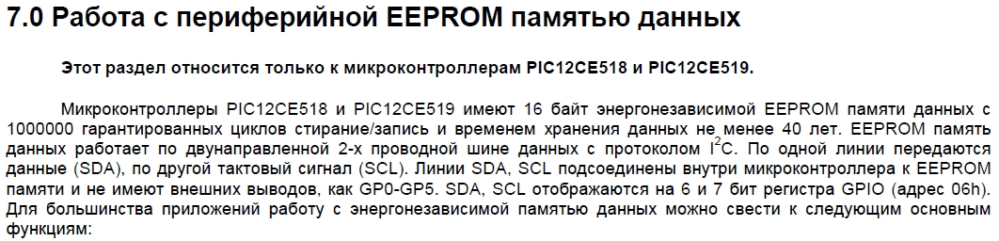 7.0 Работа с периферийной EEPROM памятью данных
Этот раздел относится только к микроконтроллерам PIC12CE518 и PIC12CE519.
Микроконтроллеры PIC12CE518 и PIC12CE519 имеют 16 байт энергонезависимой EEPROM памяти данных с
1000000 гарантированных циклов стирание/запись и временем хранения данных не менее 40 лет. EEPROM память
данных работает по двунаправленной 2-х проводной шине данных с протоколом I²C. По одной линии передаются
данные (SDA), по другой тактовый сигнал (SCL). Линии SDA, SCL подсоединены внутри микроконтроллера к EEPROM
памяти и не имеют внешних выводов, как GP0-GP5. SDA, SCL отображаются на 6 и 7 бит регистра GPIO (адрес 06h).
Для большинства приложений работу с энергонезависимой памятью данных можно свести к следующим основным
функциям: